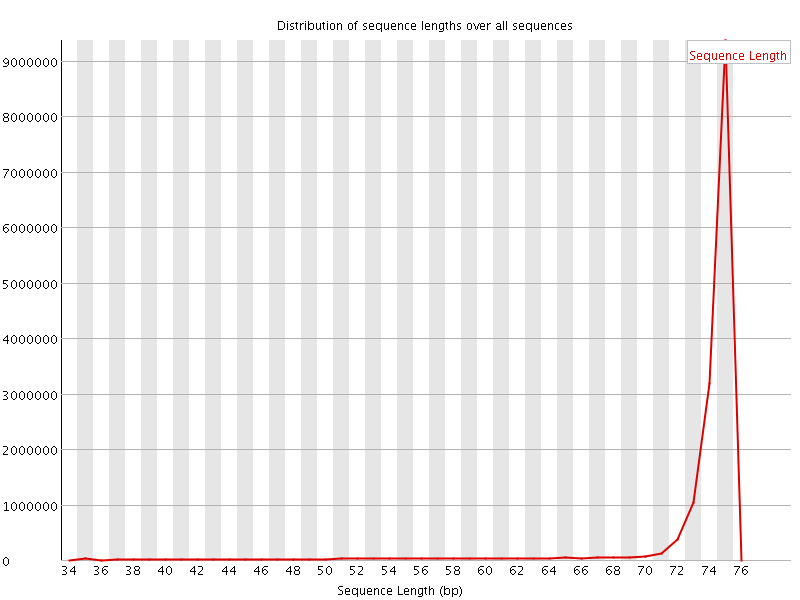 Distribution of sequence lengths over all sequences
Sequence Length
9000000
8000000
7000000
6000000
5000000
4000000
3000000
2000000
1000000
0
34 36 38 40 42 44 46 48 50 52 54 56 58 60 62 64 66 68 70 72 74 76
Sequence Length (bp)